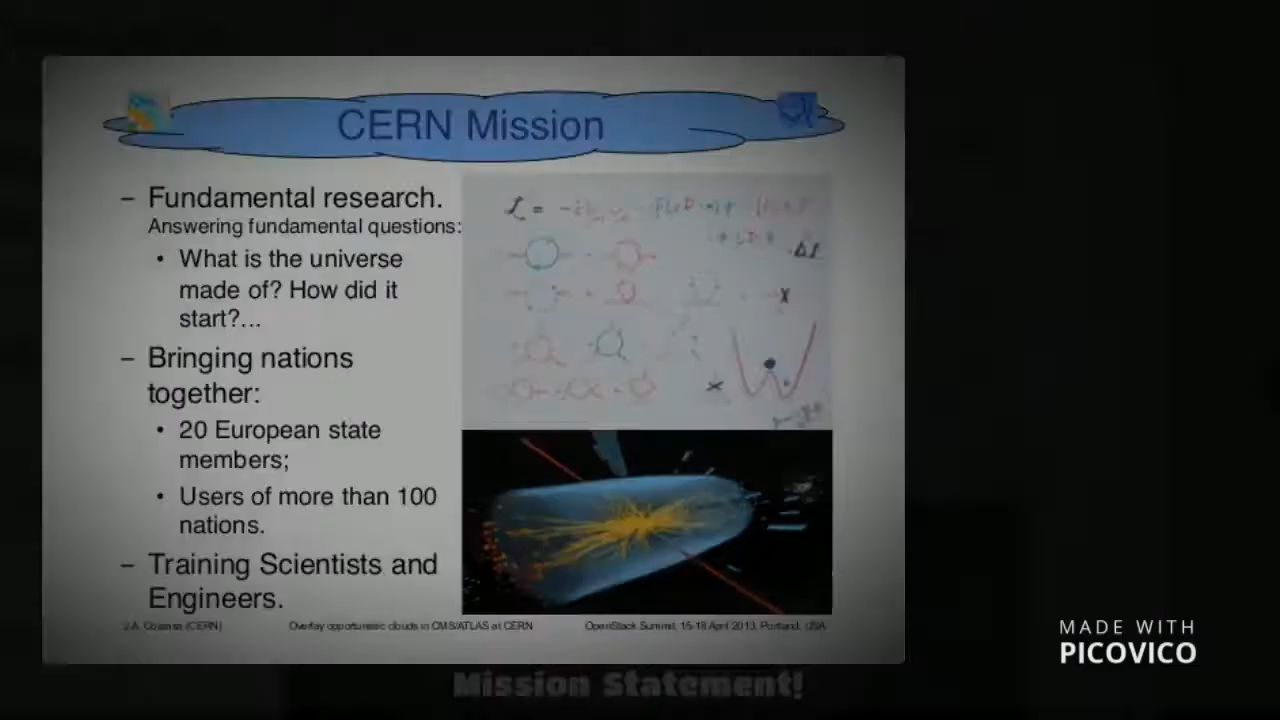 CERN Mission
– Fundamental research.
Answering fundamental questions:
• What is the universe
made of? How did it
start?...
– Bringing nations
together:
• 20 European state
members;
• Users of more than 100
nations.
– Training Scientists and
Engineers.
(CERN)
Overlay opportunistic clouds in CMS/ATLAS at CERN
OpenStack Summit, 15-18 April 2013, Portland, USA
MADE WITH
PICOVICO
Mission Statement!